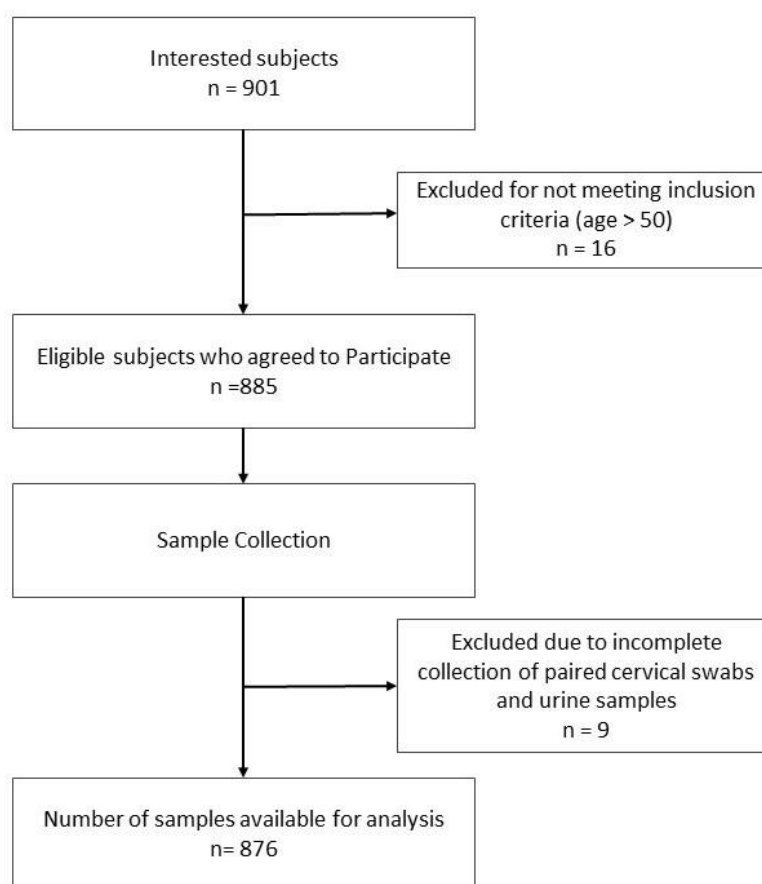 Interested subjects
n = 901
Excluded for not meeting inclusion
criteria (age > 50)
n = 16
Eligible subjects who agreed to Participate
n =885
Sample Collection
Excluded due to incomplete
collection of paired cervical swabs
and urine samples
n = 9
Number of samples available for analysis
n= 876